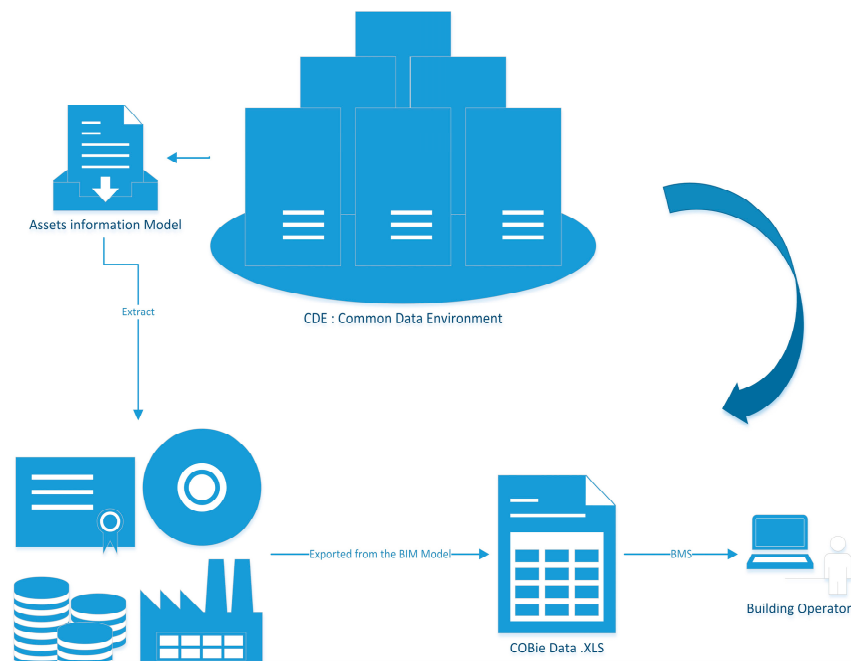 Assets information Model
CDE : Common Data Environment
Extract
Exported from the BIM Model
BMS
Building Operator
COBie Data .XLS